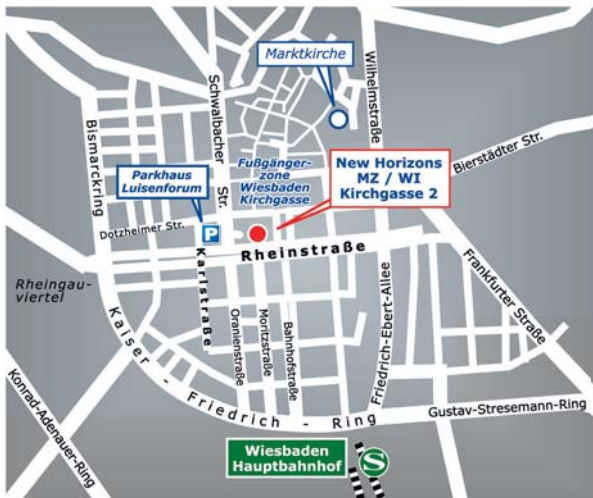 Marktkirche
Wilhelmstraße
Schwalbacher
Str.
Bismarckring
Fußgänger-
zone
Wiesbaden
Kirchgasse
New Horizons
MZ / WI
Kirchgasse 2
Bierstädter Str.
Parkhaus
Luisenforum
P
Dotzheimer Str.
Rheinstraße
Karlstraße
Rheingau-
viertel
Oranienstraße
Moritzstraße
Bahnhofstraße
Friedrich-Ebert-Allee
Frankfurter Straße
Kaiser - Friedrich - Ring
Gustav-Stresemann-Ring
Konrad-Adenauer-Ring
Wiesbaden
Hauptbahnhof
S